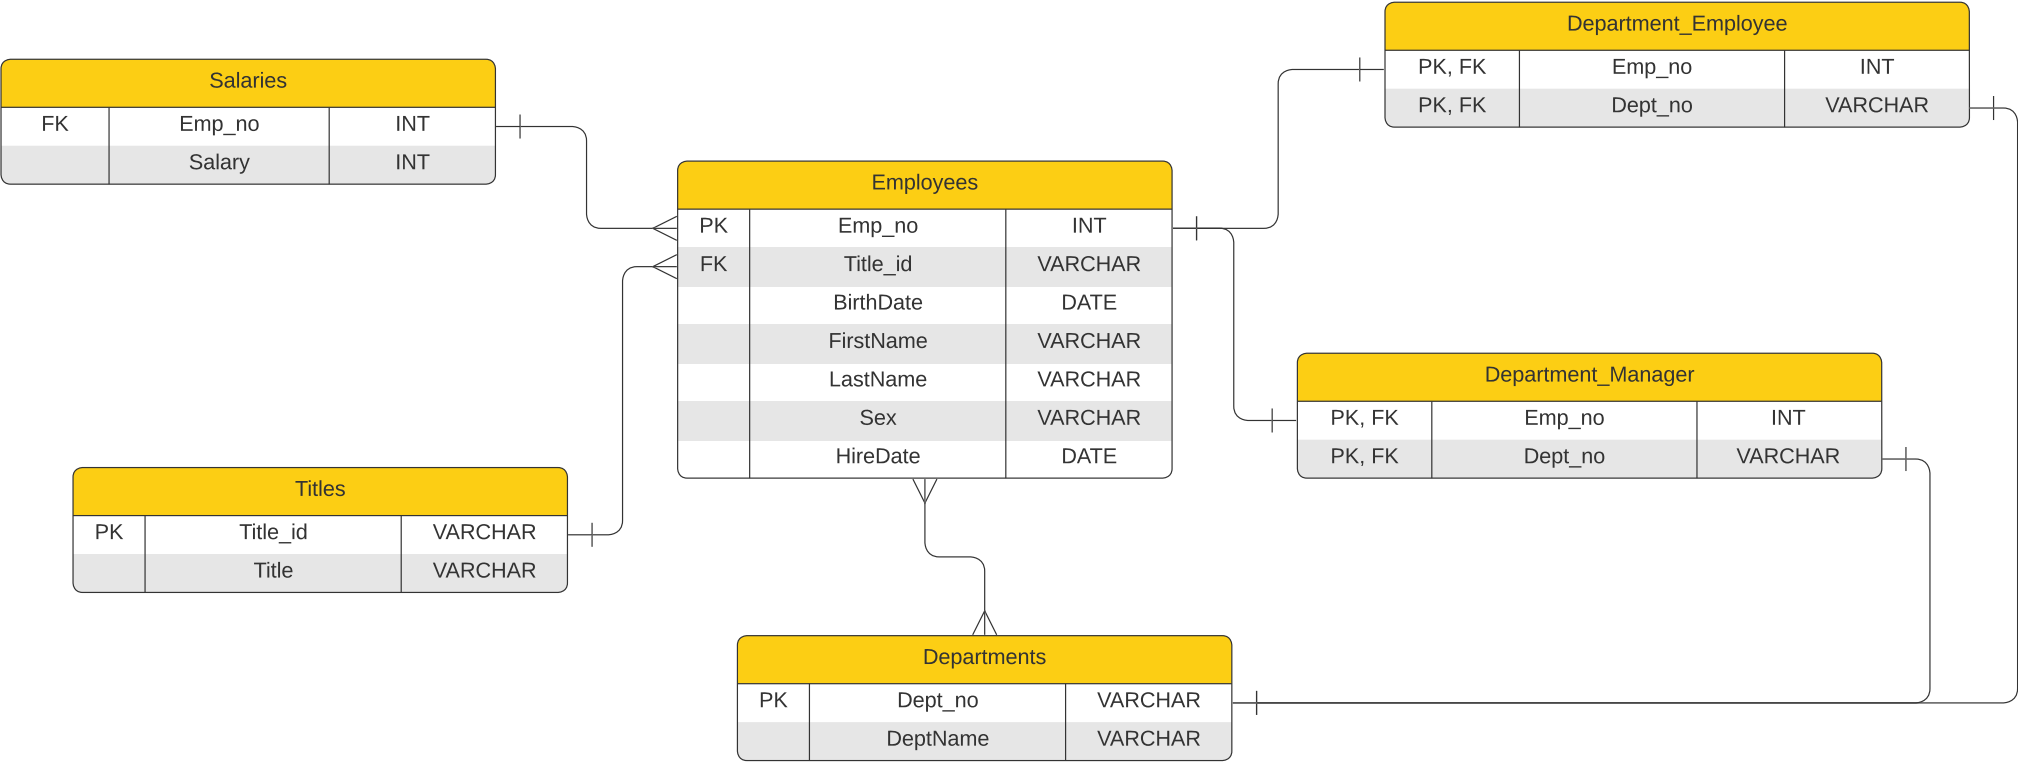 Salaries
FK Emp_no INT
Salary INT
Titles
PK Title_id VARCHAR
Title VARCHAR
Employees
PK Emp_no INT
FK Title_id VARCHAR
BirthDate DATE
FirstName VARCHAR
LastName VARCHAR
Sex VARCHAR
HireDate DATE
Departments
PK Dept_no VARCHAR
DeptName VARCHAR
Department_Employee
PK, FK Emp_no INT
PK, FK Dept_no VARCHAR
Department_Manager
PK, FK Emp_no INT
PK, FK Dept_no VARCHAR